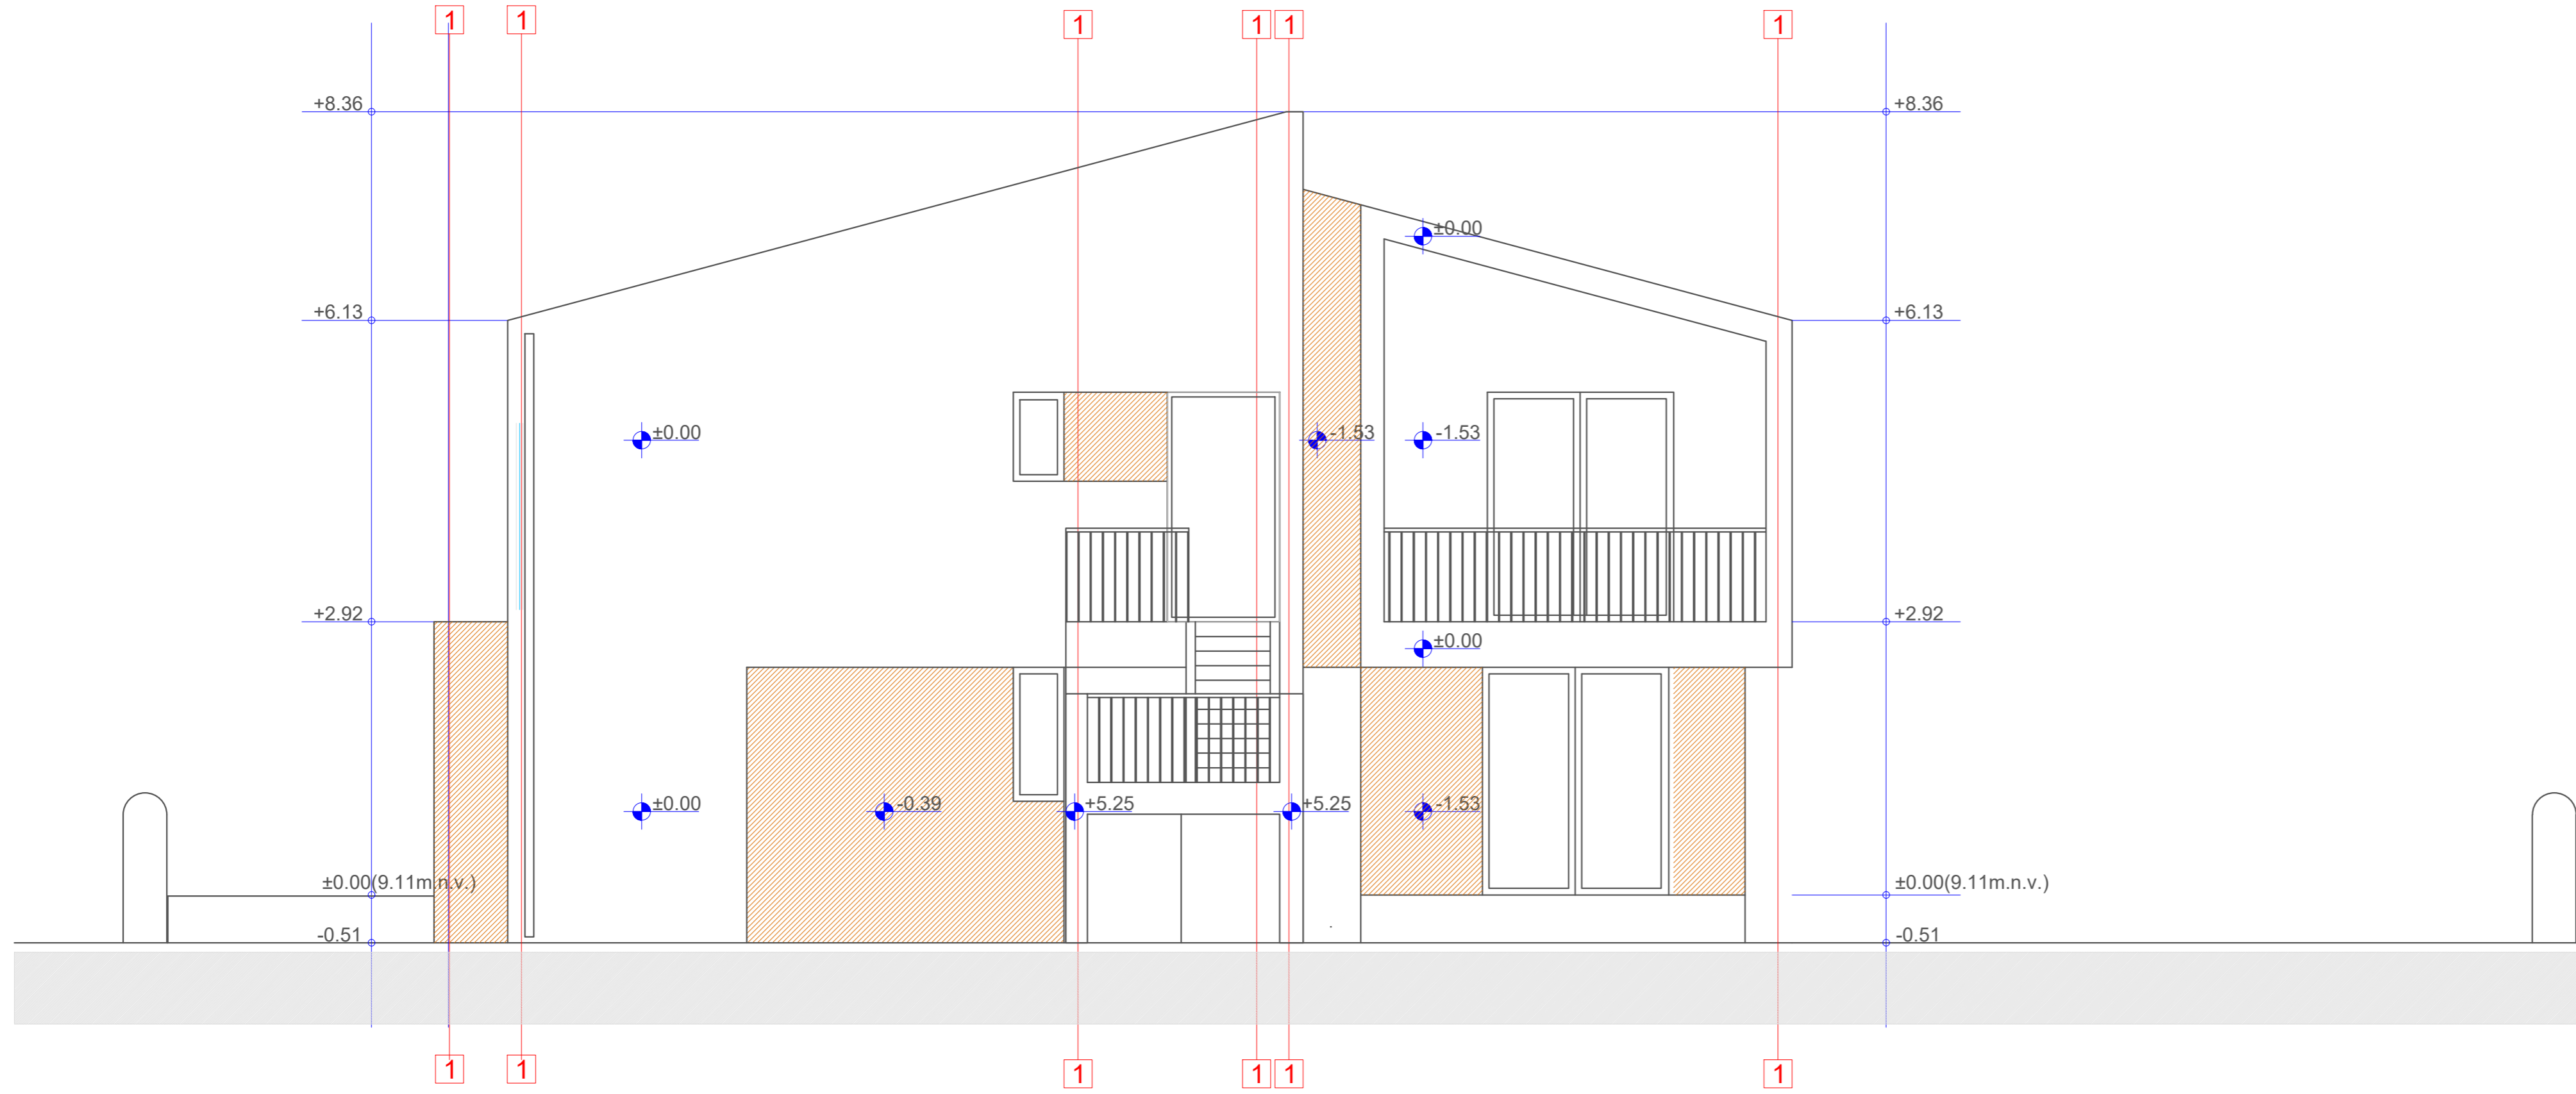 1 1 1 1 1 1
+8.36 +8.36
±0.00
+6.13 +6.13
±0.00 -1.53 -1.53
+2.92 +2.92
±0.00
±0.00 -0.39 +5.25 +5.25 -1.53
±0.00(9.11m.n.v.) ±0.00(9.11m.n.v.)
-0.51 -0.51
1 1 1 1 1 1